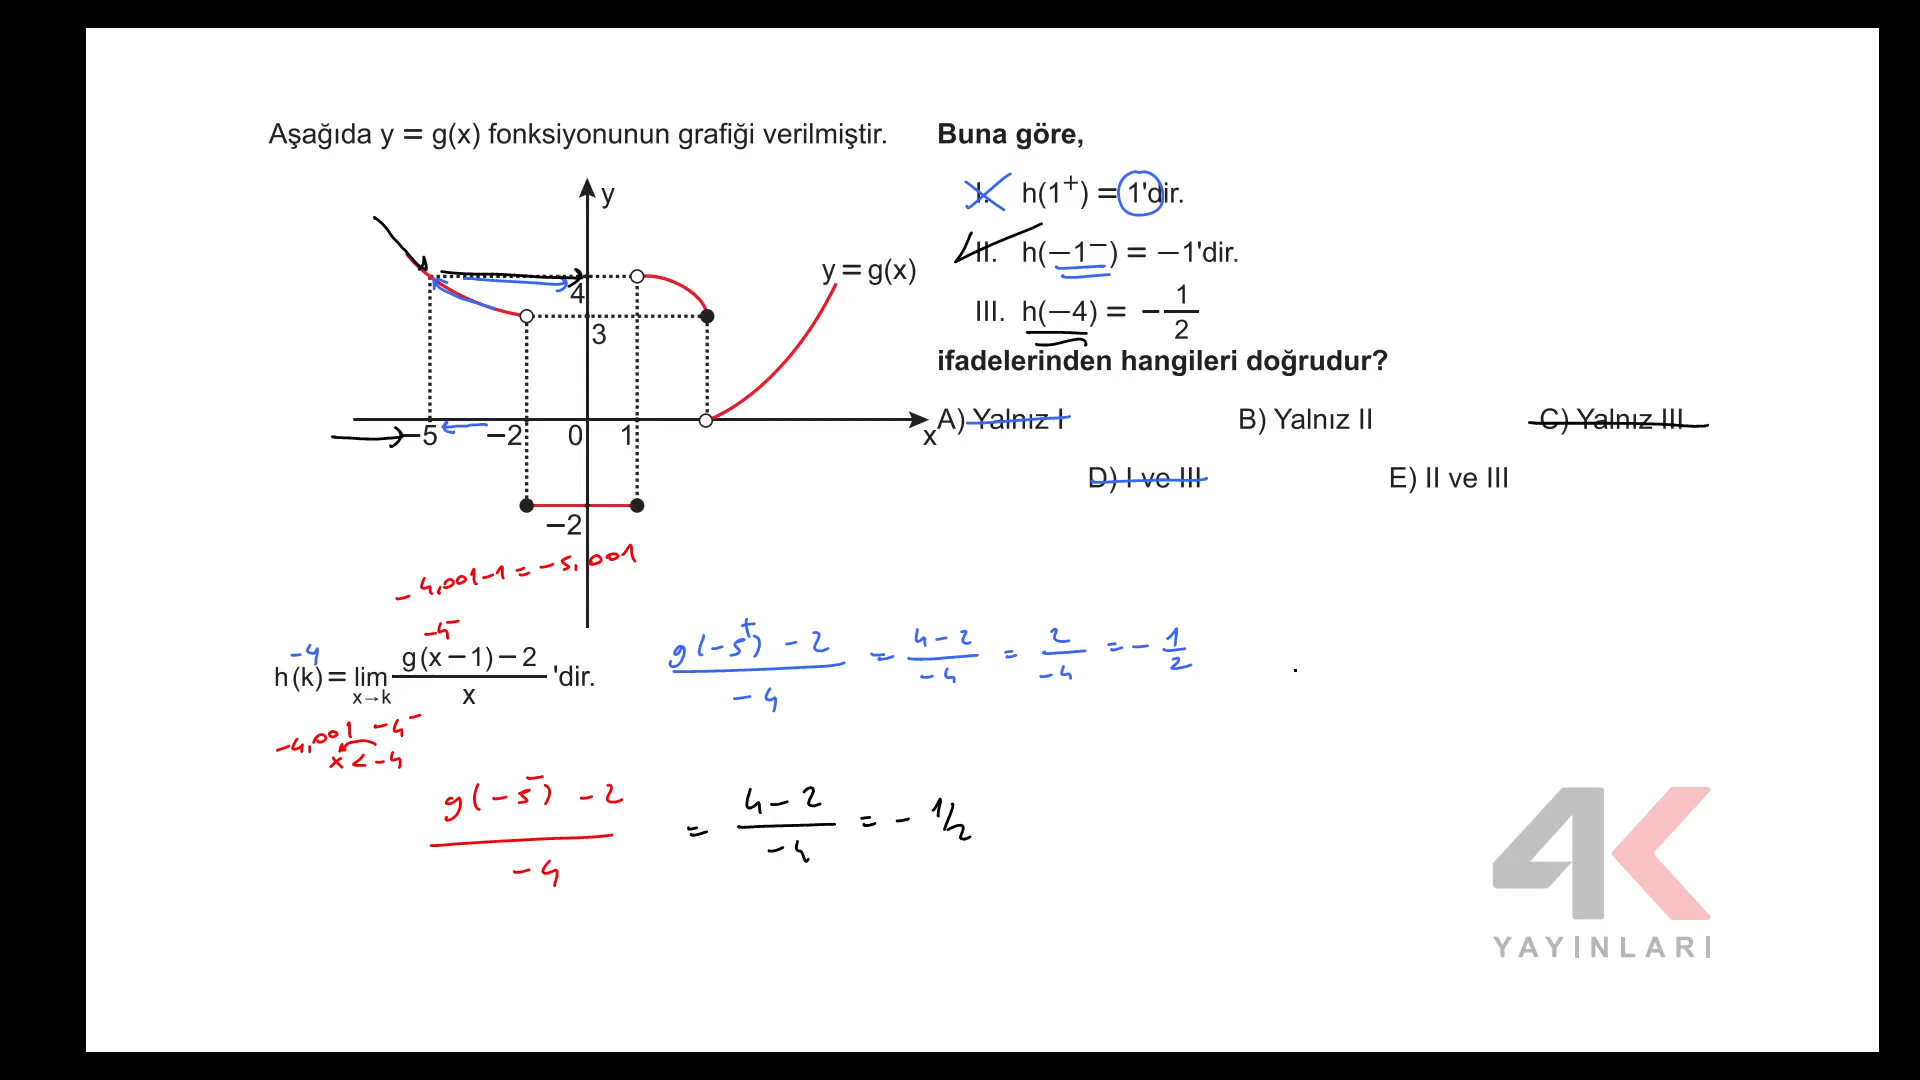 Aşağıda y = g(x) fonksiyonunun grafiği verilmiştir.
y
y = g(x)
4
3
−5 −2 0 1 x
−2
-4,001-1 = -5,001
-4⁻
-4
h(k) = lim x→k g(x−1)−2 / x 'dir.
-4,001 -4⁻
x < -4
g(-5⁺) - 2 / -4 = 4-2 / -4 = 2 / -4 = - 1/2
g(-5⁻) - 2 / -4 = 4-2 / -4 = - 1/2
Buna göre,
I. h(1⁺) = 1'dir.
II. h(−1⁻) = −1'dir.
III. h(−4) = − 1/2
ifadelerinden hangileri doğrudur?
A) Yalnız I B) Yalnız II C) Yalnız III
D) I ve III E) II ve III
4K
YAYINLARI